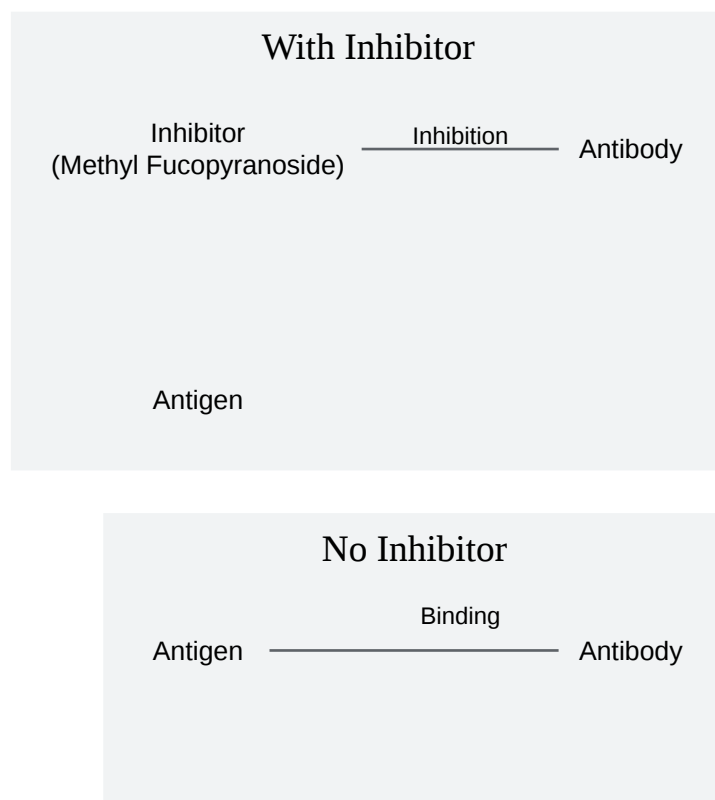 With Inhibitor
Inhibitor
(Methyl Fucopyranoside)
Inhibition
Antibody
Antigen
No Inhibitor
Binding
Antigen
Antibody